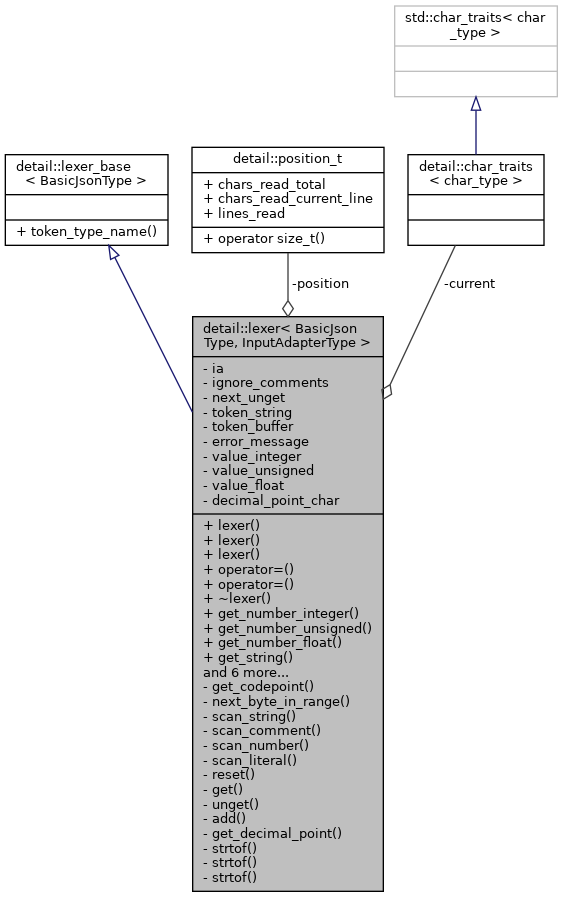 std::char_traits< char
_type >
detail::lexer_base
< BasicJsonType >
+ token_type_name()
detail::position_t
+ chars_read_total
+ chars_read_current_line
+ lines_read
+ operator size_t()
detail::char_traits
< char_type >
-position
-current
detail::lexer< BasicJson
Type, InputAdapterType >
- ia
- ignore_comments
- next_unget
- token_string
- token_buffer
- error_message
- value_integer
- value_unsigned
- value_float
- decimal_point_char
+ lexer()
+ lexer()
+ lexer()
+ operator=()
+ operator=()
+ ~lexer()
+ get_number_integer()
+ get_number_unsigned()
+ get_number_float()
+ get_string()
and 6 more...
- get_codepoint()
- next_byte_in_range()
- scan_string()
- scan_comment()
- scan_number()
- scan_literal()
- reset()
- get()
- unget()
- add()
- get_decimal_point()
- strtof()
- strtof()
- strtof()